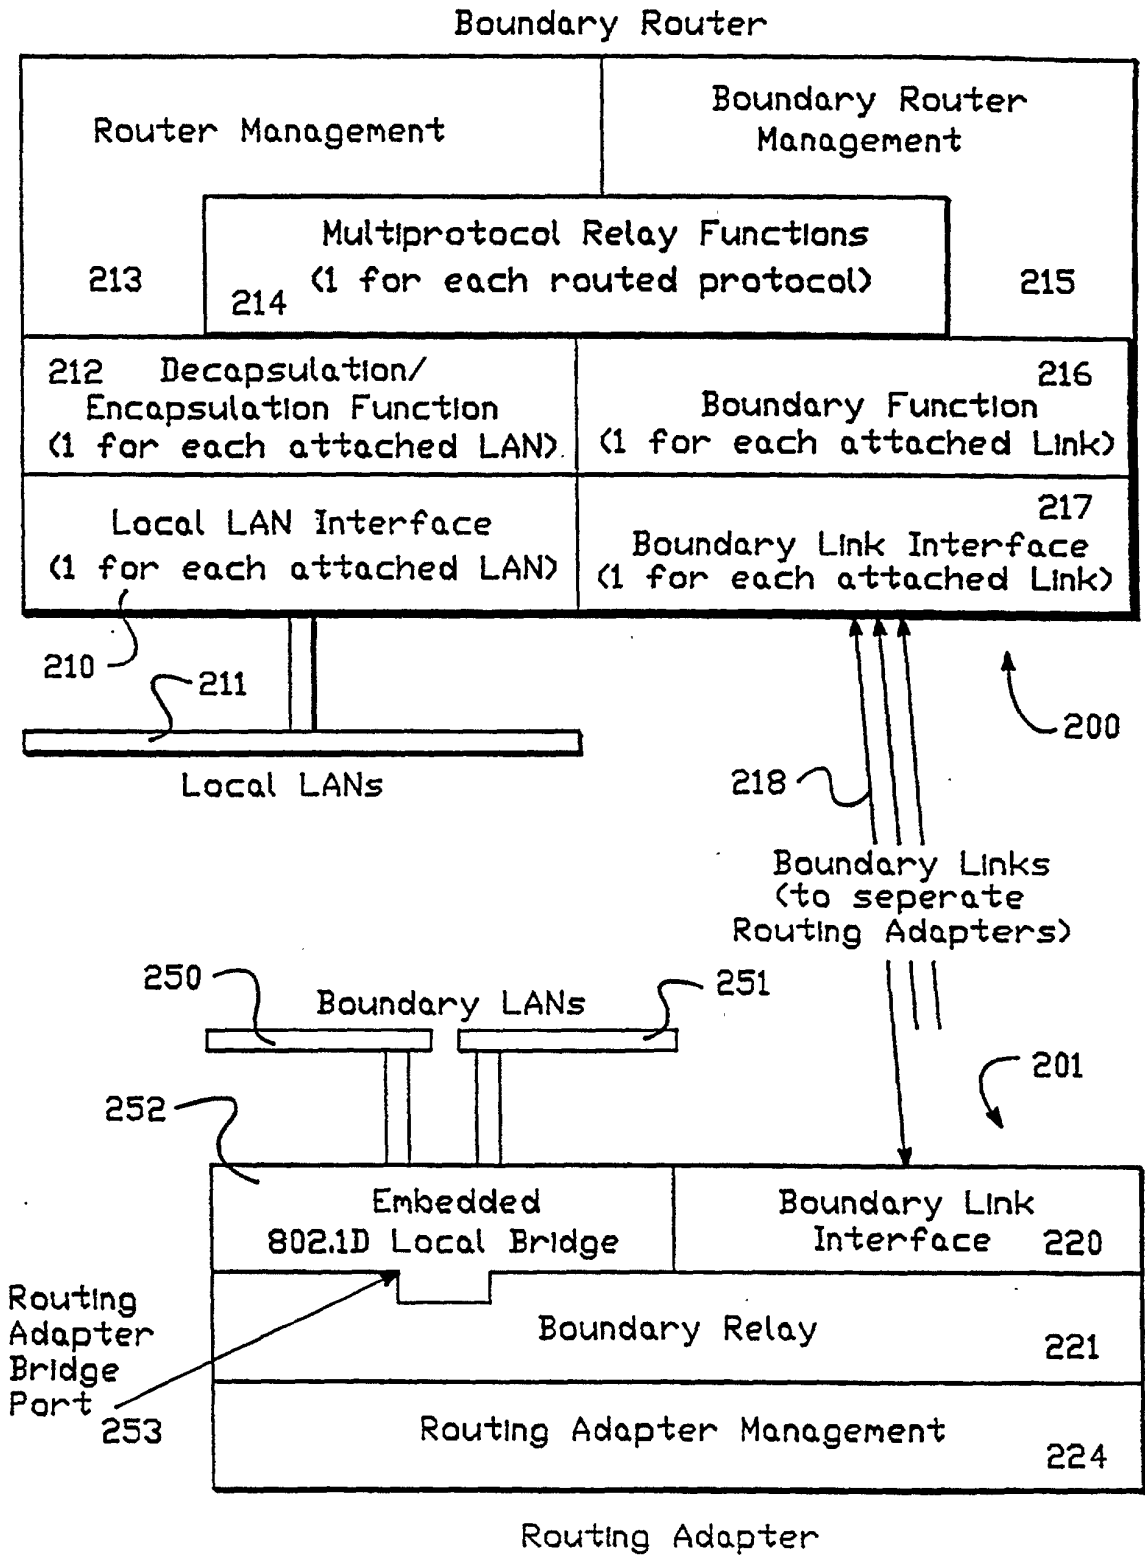 Boundary Router
Router Management
Boundary Router
Management
Multiprotocol Relay Functions
(1 for each routed protocol)
213
214
215
212 Decapsulation/
Encapsulation Function
(1 for each attached LAN)
216
Boundary Function
(1 for each attached Link)
Local LAN Interface
(1 for each attached LAN)
217
Boundary Link Interface
(1 for each attached Link)
210
211
Local LANs
200
218
Boundary Links
(to seperate
Routing Adapters)
250
Boundary LANs
251
252
201
Embedded
802.1D Local Bridge
Boundary Link
Interface 220
Routing
Adapter
Bridge
Port
253
Boundary Relay
221
Routing Adapter Management
224
Routing Adapter